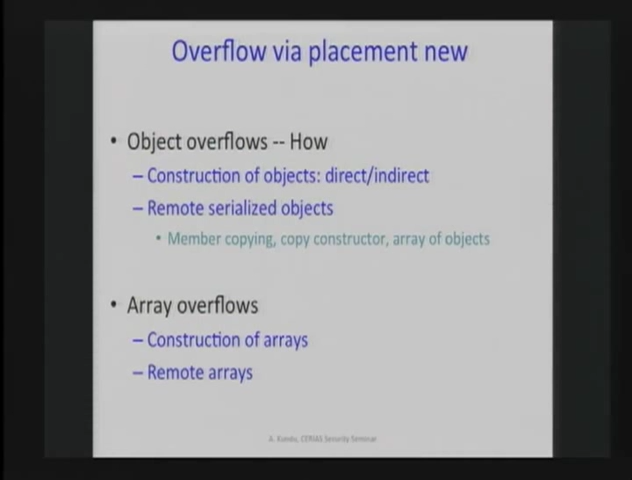 Overflow via placement new
• Object overflows -- How
– Construction of objects: direct/indirect
– Remote serialized objects
• Member copying, copy constructor, array of objects
• Array overflows
– Construction of arrays
– Remote arrays
A. Kundu, CERIAS Security Seminar